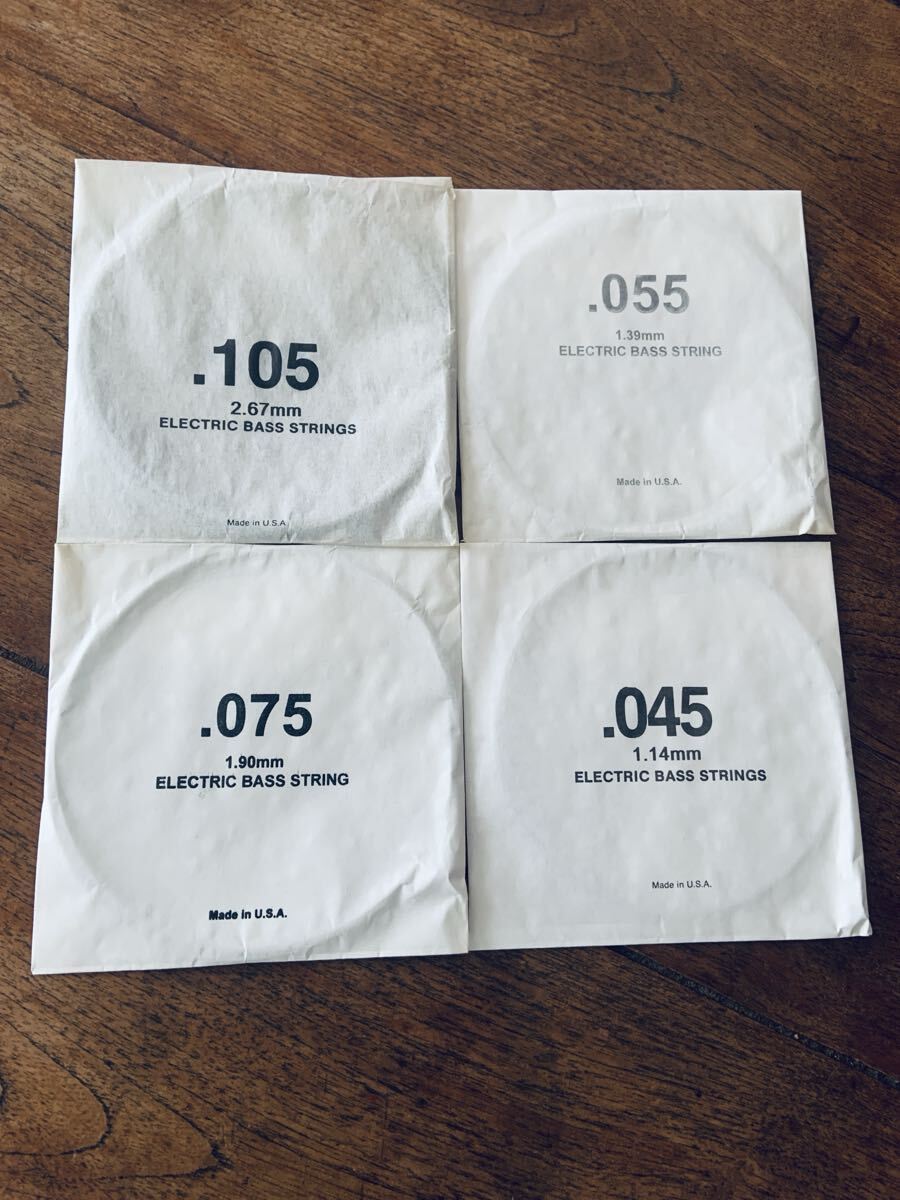 .105
2.67mm
ELECTRIC BASS STRINGS
Made in U.S.A
.055
1.39mm
ELECTRIC BASS STRING
Made in U.S.A.
.075
1.90mm
ELECTRIC BASS STRING
Made in U.S.A.
.045
1.14mm
ELECTRIC BASS STRINGS
Made in U.S.A.